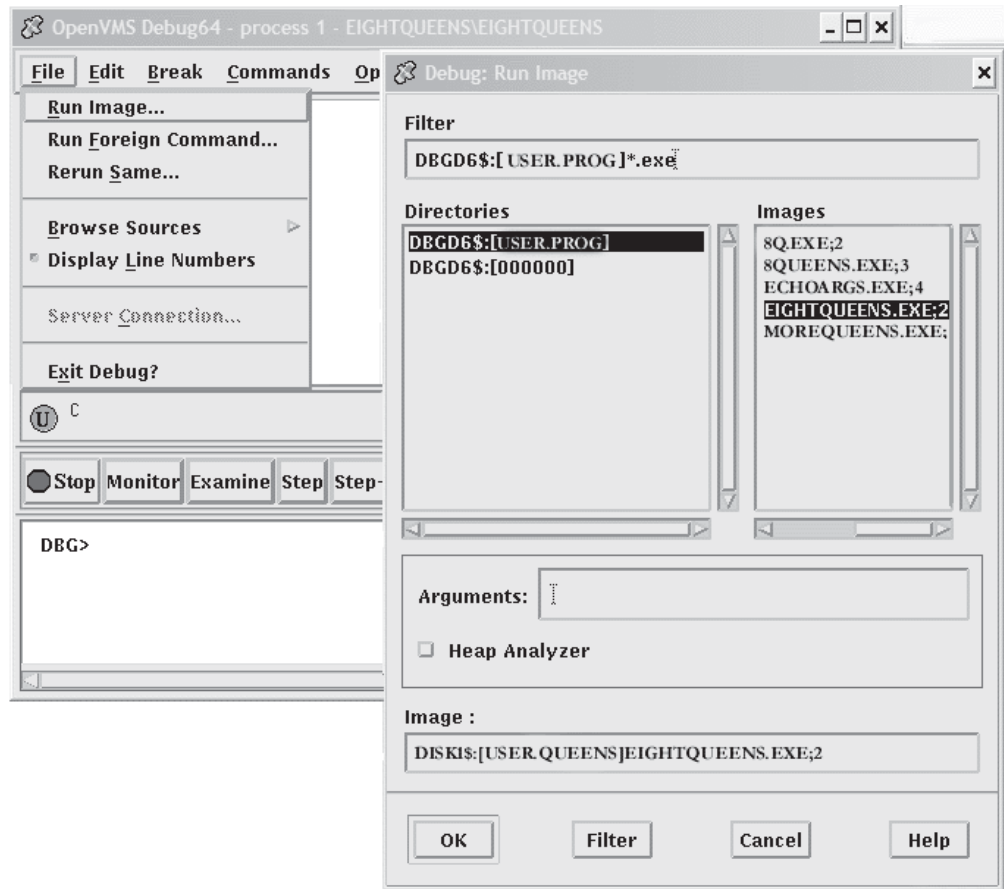 OpenVMS Debug64 - process 1 - EIGHTQUEENS\EIGHTQUEENS
File Edit Break Commands Op
Run Image...
Run Foreign Command...
Rerun Same...
Browse Sources
Display Line Numbers
Server Connection...
Exit Debug?
U C
Stop Monitor Examine Step Step-
DBG>
Debug: Run Image
Filter
DBGD6$:[USER.PROG]*.exe
Directories
DBGD6$:[USER.PROG]
DBGD6$:[000000]
Images
8Q.EXE;2
8QUEENS.EXE;3
ECHOARGS.EXE;4
EIGHTQUEENS.EXE;2
MOREQUEENS.EXE;
Arguments:
Heap Analyzer
Image :
DISK1$:[USER.QUEENS]EIGHTQUEENS.EXE;2
OK Filter Cancel Help